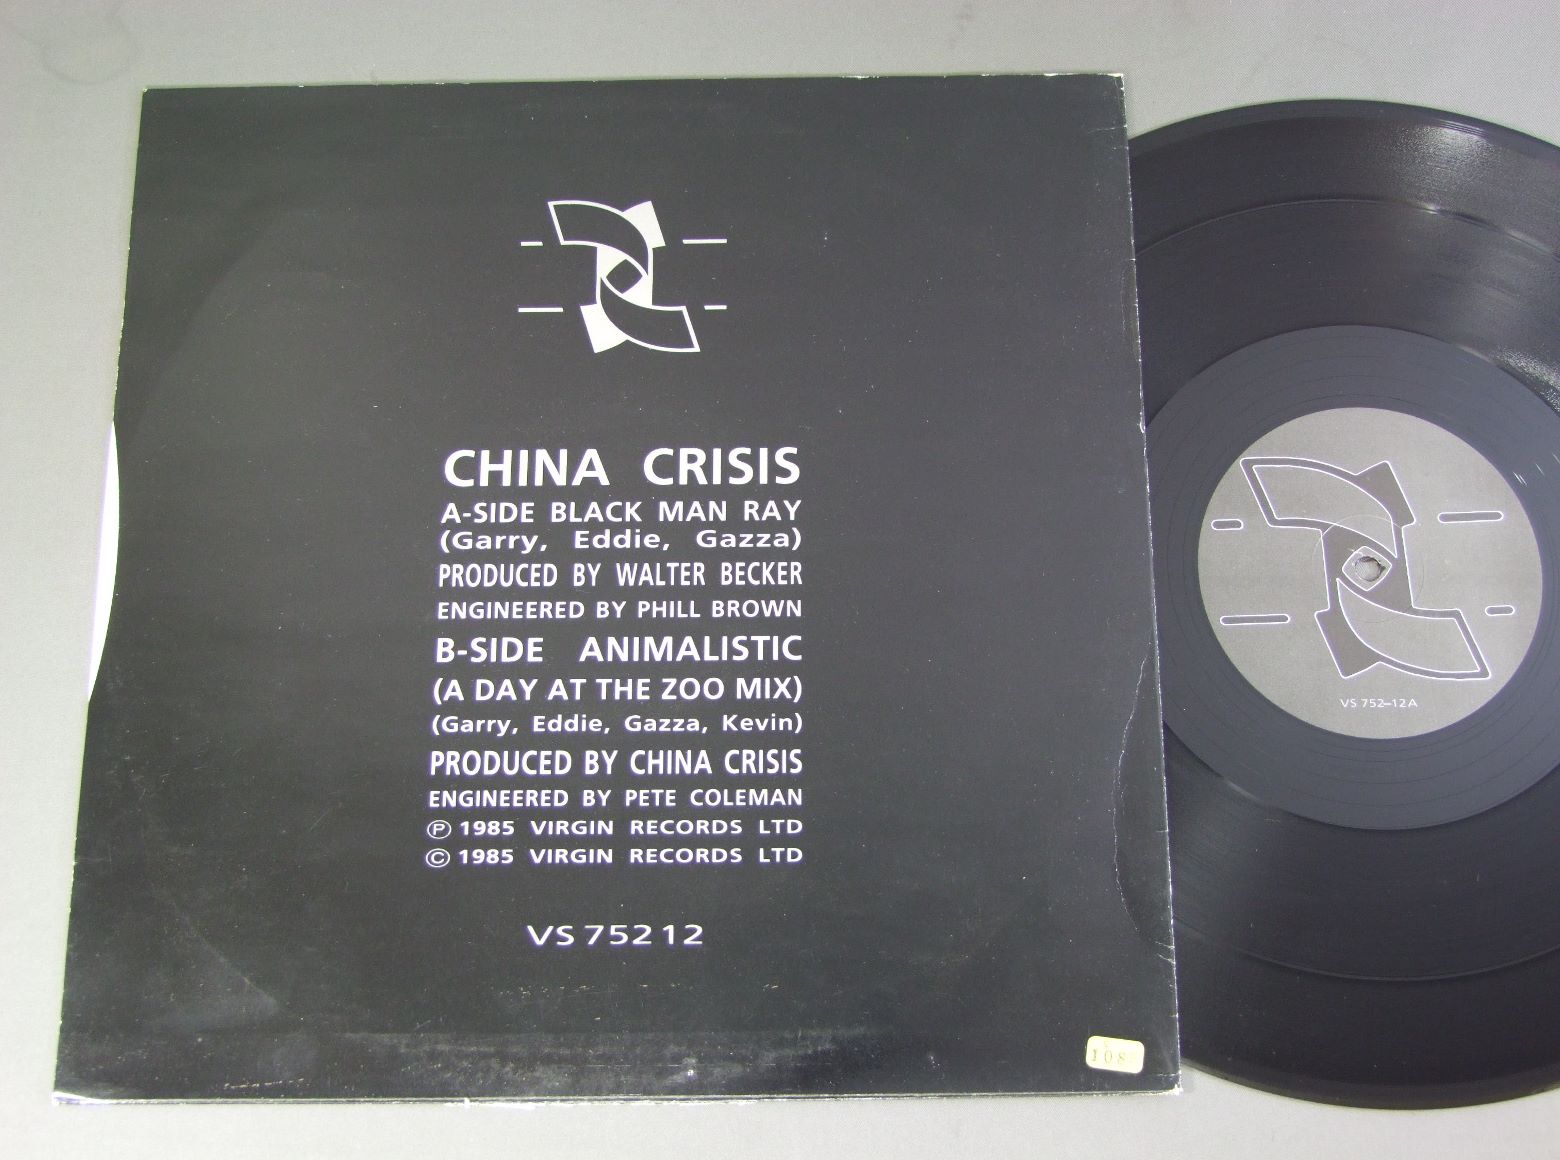 CHINA CRISIS
A-SIDE BLACK MAN RAY
(Garry, Eddie, Gazza)
PRODUCED BY WALTER BECKER
ENGINEERED BY PHILL BROWN
B-SIDE ANIMALISTIC
(A DAY AT THE ZOO MIX)
(Garry, Eddie, Gazza, Kevin)
PRODUCED BY CHINA CRISIS
ENGINEERED BY PETE COLEMAN
Ⓟ 1985 VIRGIN RECORDS LTD
© 1985 VIRGIN RECORDS LTD
VS 752 12
VS 752–12A